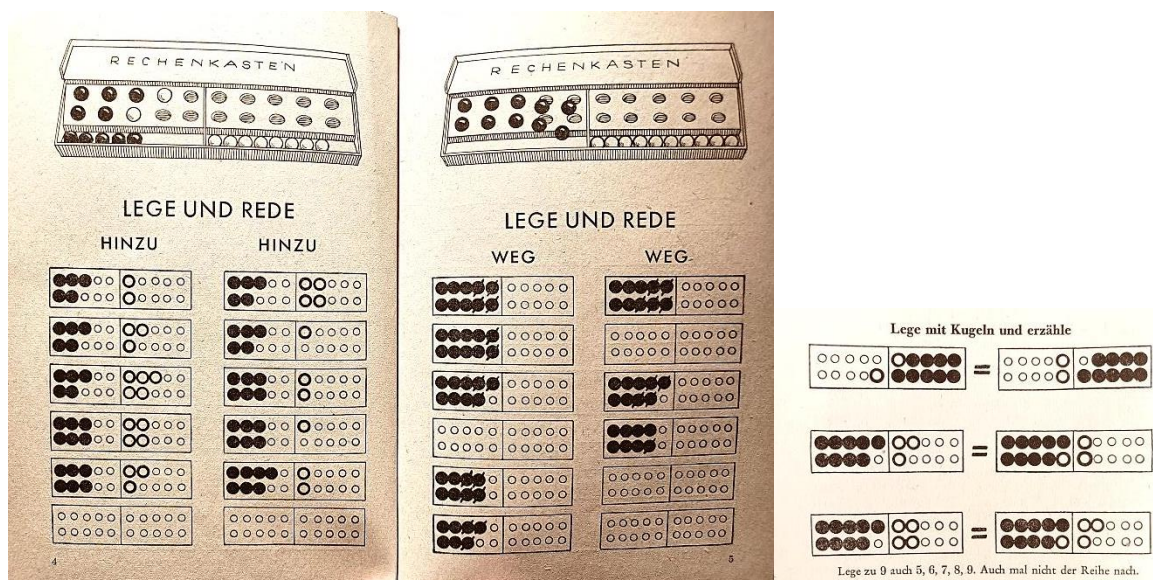 RECHENKASTEN
LEGE UND REDE
HINZU HINZU
4
RECHENKASTEN
LEGE UND REDE
WEG WEG
5
Lege mit Kugeln und erzähle
=
=
=
Lege zu 9 auch 5, 6, 7, 8, 9. Auch mal nicht der Reihe nach.